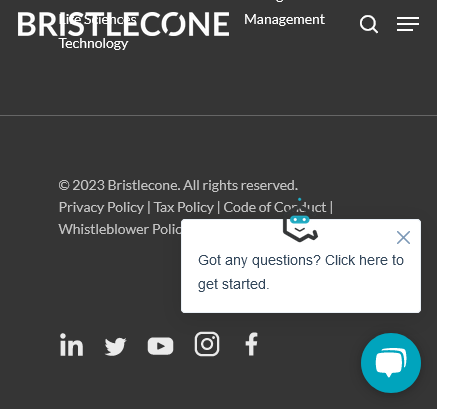 BRISTLECONE
Life Sciences
Management
Technology
© 2023 Bristlecone. All rights reserved.
Privacy Policy | Tax Policy | Code of Conduct |
Whistleblower Polic
Got any questions? Click here to
get started.